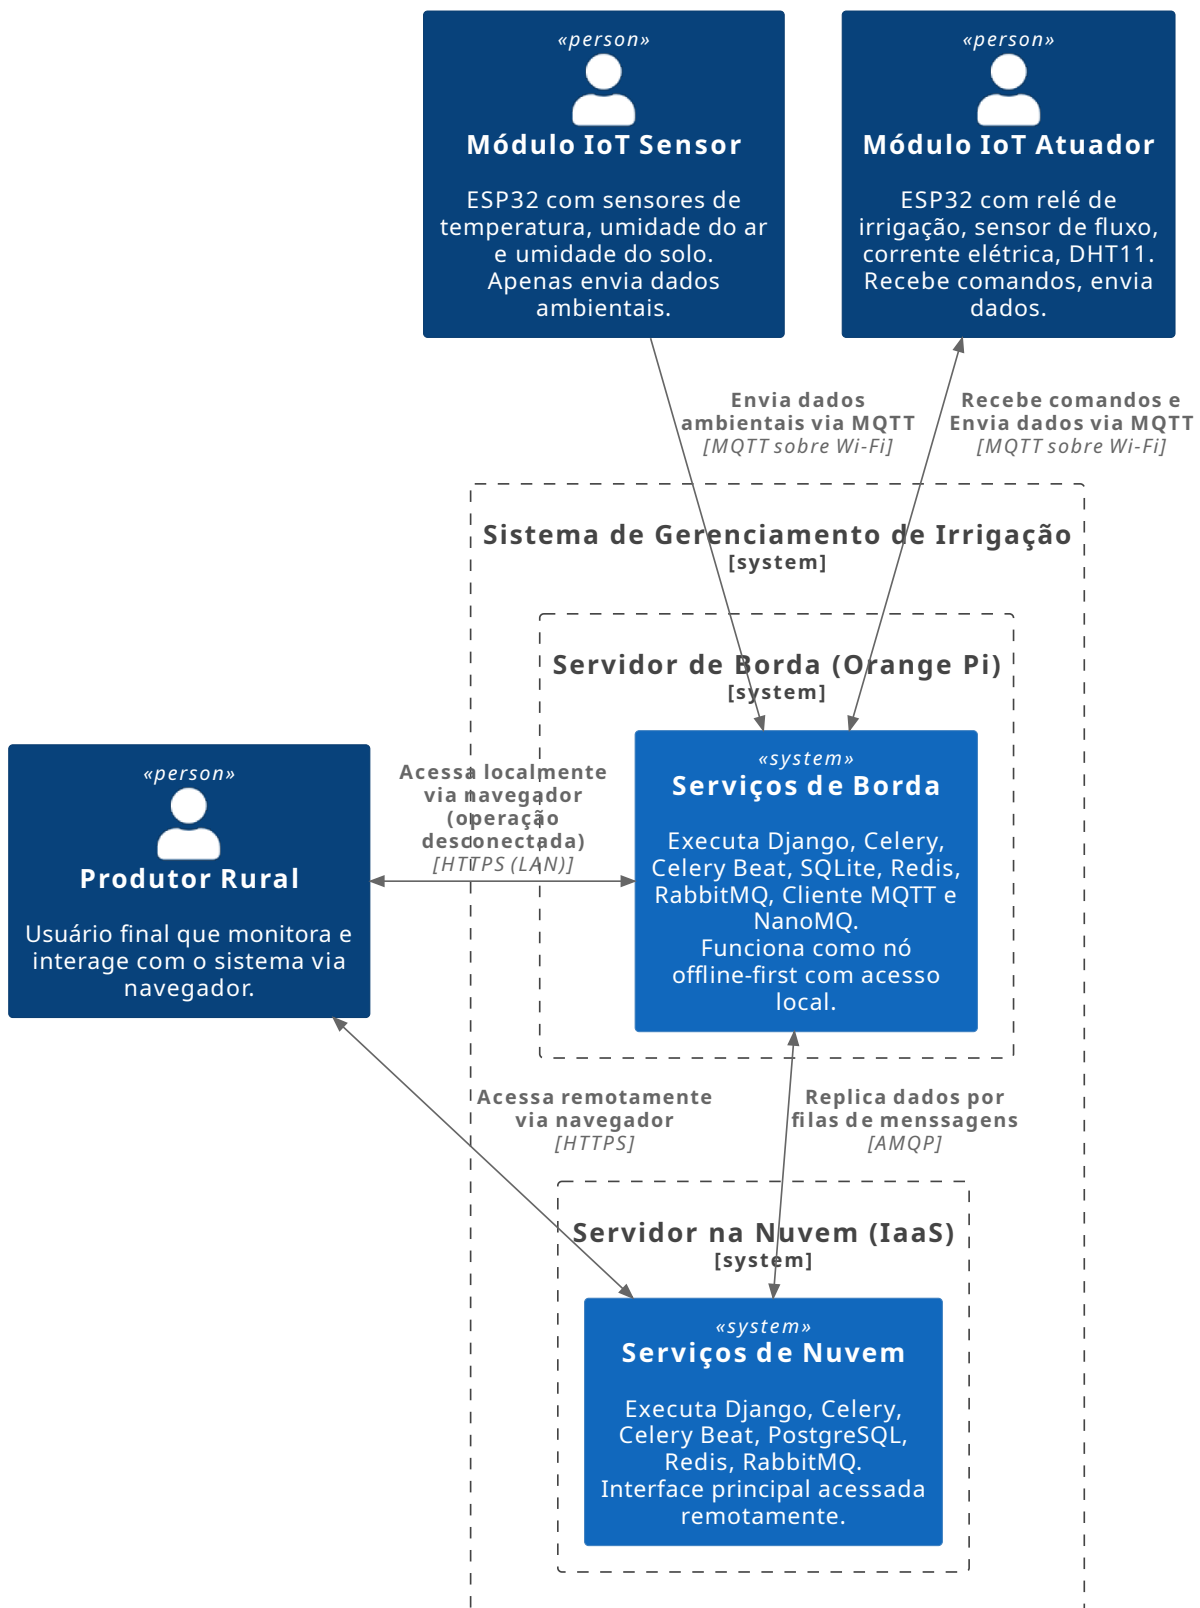 «person»
Módulo IoT Sensor
ESP32 com sensores de
temperatura, umidade do ar
e umidade do solo.
Apenas envia dados
ambientais.
«person»
Módulo IoT Atuador
ESP32 com relé de
irrigação, sensor de fluxo,
corrente elétrica, DHT11.
Recebe comandos, envia
dados.
Envia dados
ambientais via MQTT
[MQTT sobre Wi-Fi]
Recebe comandos e
Envia dados via MQTT
[MQTT sobre Wi-Fi]
Sistema de Gerenciamento de Irrigação
[system]
Servidor de Borda (Orange Pi)
[system]
«person»
Produtor Rural
Usuário final que monitora e
interage com o sistema via
navegador.
Acessa localmente
via navegador
(operação
desconectada)
[HTTPS (LAN)]
«system»
Serviços de Borda
Executa Django, Celery,
Celery Beat, SQLite, Redis,
RabbitMQ, Cliente MQTT e
NanoMQ.
Funciona como nó
offline-first com acesso
local.
Acessa remotamente
via navegador
[HTTPS]
Replica dados por
filas de menssagens
[AMQP]
Servidor na Nuvem (IaaS)
[system]
«system»
Serviços de Nuvem
Executa Django, Celery,
Celery Beat, PostgreSQL,
Redis, RabbitMQ.
Interface principal acessada
remotamente.